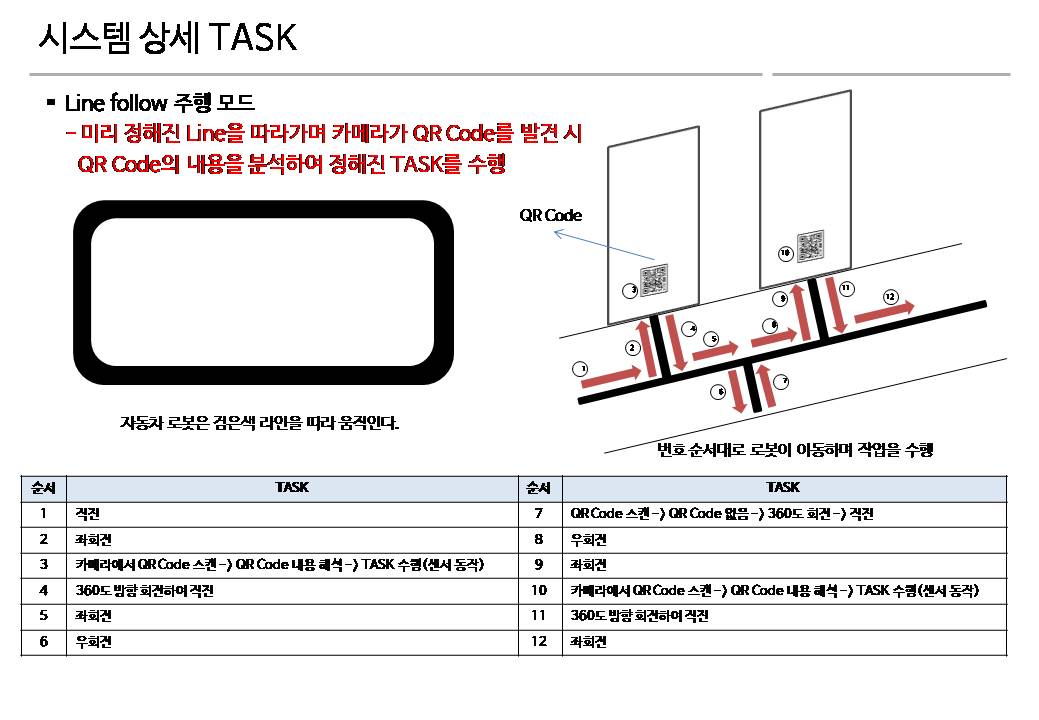 시스템 상세 TASK
▪ Line follow 주행 모드
– 미리 정해진 Line을 따라가며 카메라가 QR Code를 발견 시
QR Code의 내용을 분석하여 정해진 TASK를 수행
QR Code
10
3
11
9
12
4
8
2
5
1
7
6
자동차 로봇은 검은색 라인을 따라 움직인다.
번호 순서대로 로봇이 이동하며 작업을 수행
순서 TASK 순서 TASK
1 직진 7 QR Code 스캔 -> QR Code 없음 -> 360도 회전 -> 직진
2 좌회전 8 우회전
3 카메라에서 QR Code 스캔 -> QR Code 내용 해석 -> TASK 수행(센서 동작) 9 좌회전
4 360도 방향 회전하여 직진 10 카메라에서 QR Code 스캔 -> QR Code 내용 해석 -> TASK 수행(센서 동작)
5 좌회전 11 360도 방향 회전하여 직진
6 우회전 12 좌회전